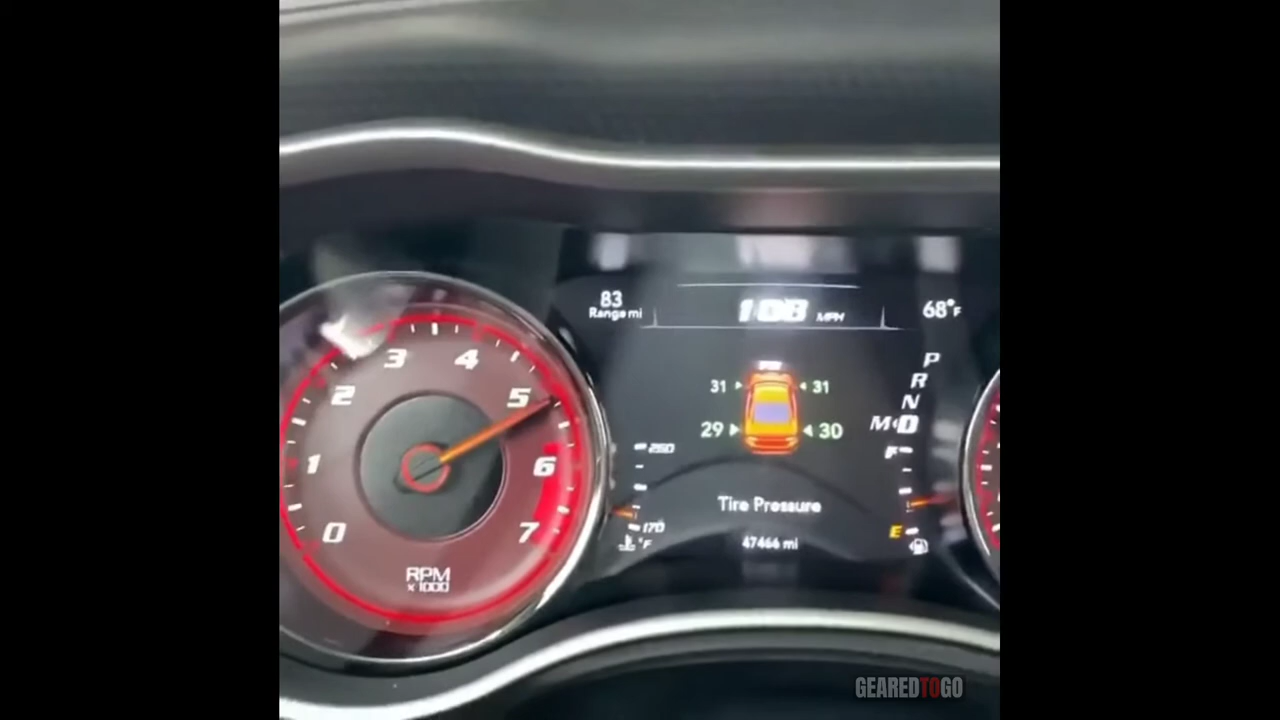 83
Range mi
108 MPH
68°F
3
4
2
5
1
6
0
7
RPM
x 1000
P
R
N
M D
31
31
29
30
250
170
°F
F
E
Tire Pressure
47466 mi
GEAREDTOGO